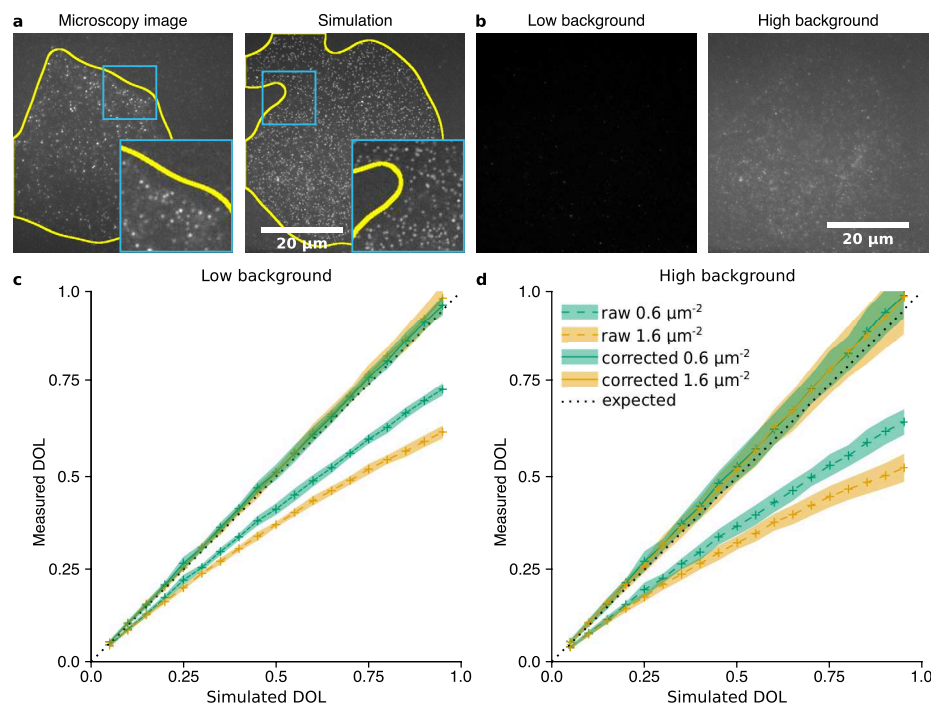 a
Microscopy image
Simulation
b
Low background
High background
20 µm
20 µm
c
Low background
1.0
0.75
0.5
0.25
0.0
Measured DOL
0.0
0.25
0.5
0.75
1.0
Simulated DOL
d
High background
raw 0.6 µm⁻²
raw 1.6 µm⁻²
corrected 0.6 µm⁻²
corrected 1.6 µm⁻²
expected
1.0
0.75
0.5
0.25
0.0
Measured DOL
0.0
0.25
0.5
0.75
1.0
Simulated DOL